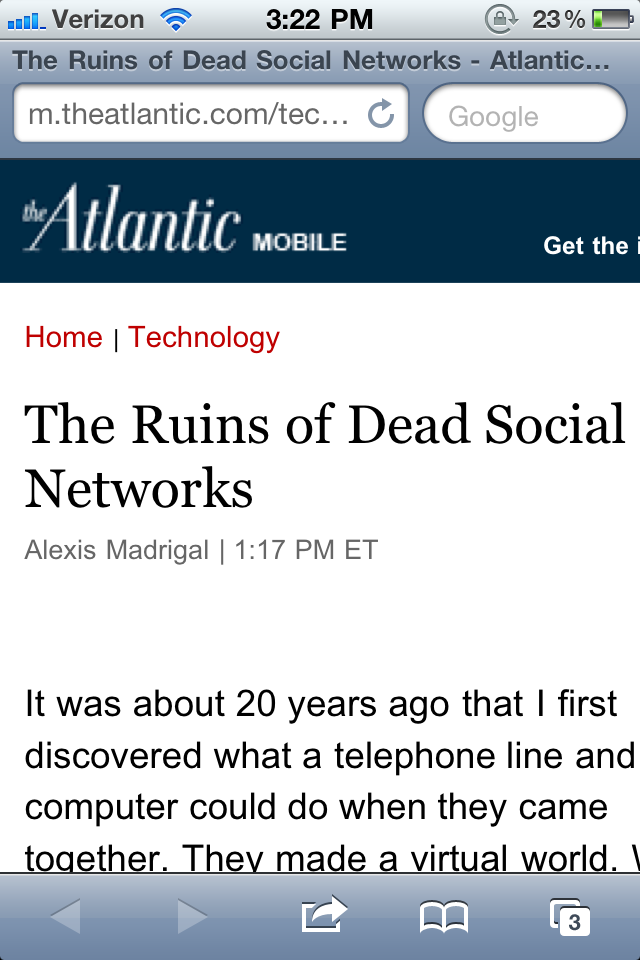 Verizon 3:22 PM 23%
The Ruins of Dead Social Networks - Atlantic...
m.theatlantic.com/tec... Google
the Atlantic MOBILE Get the i
Home | Technology
The Ruins of Dead Social
Networks
Alexis Madrigal | 1:17 PM ET
It was about 20 years ago that I first
discovered what a telephone line and
computer could do when they came
together. They made a virtual world. W
3